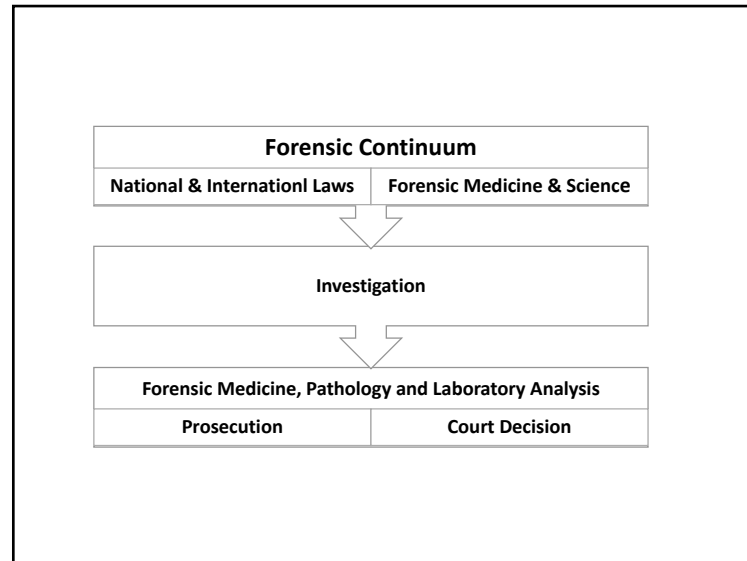 Forensic Continuum
National & Internationl Laws
Forensic Medicine & Science
Investigation
Forensic Medicine, Pathology and Laboratory Analysis
Prosecution
Court Decision